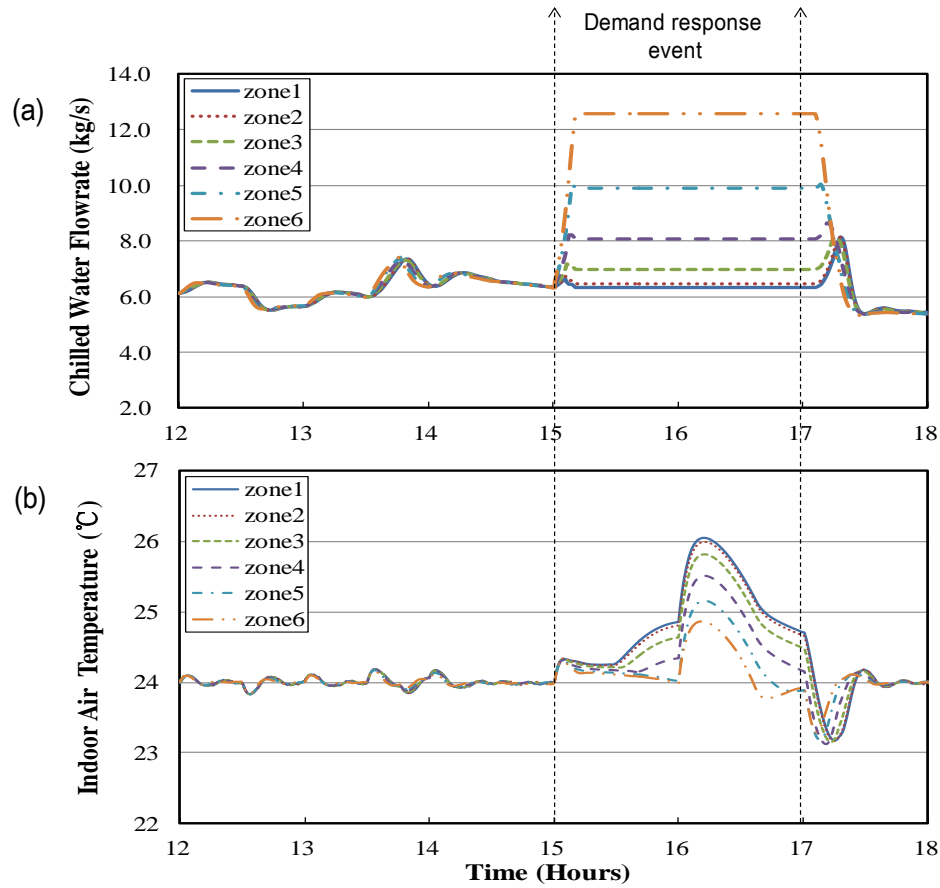 Demand response
event
(a)
Chilled Water Flowrate (kg/s)
14.0
12.0
10.0
8.0
6.0
4.0
2.0
zone1
zone2
zone3
zone4
zone5
zone6
12 13 14 15 16 17 18
(b)
Indoor Air Temperature (℃)
27
26
25
24
23
22
zone1
zone2
zone3
zone4
zone5
zone6
12 13 14 15 16 17 18
Time (Hours)